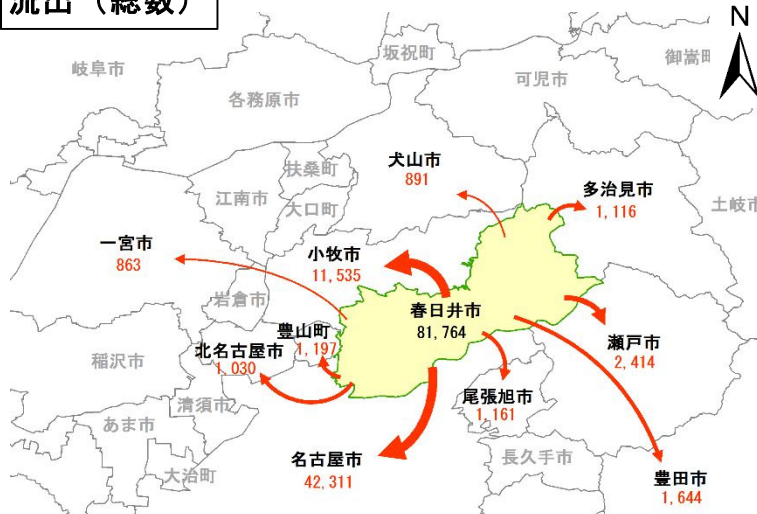 流出（総数）
N
岐阜市
坂祝町
可児市
御嵩町
各務原市
犬山市
891
扶桑町
多治見市
1,116
江南市
大口町
土岐市
一宮市
863
小牧市
11,535
岩倉市
春日井市
81,764
豊山町
1,197
北名古屋市
1,030
稲沢市
瀬戸市
2,414
尾張旭市
1,161
清須市
あま市
名古屋市
42,311
長久手市
大治町
豊田市
1,644